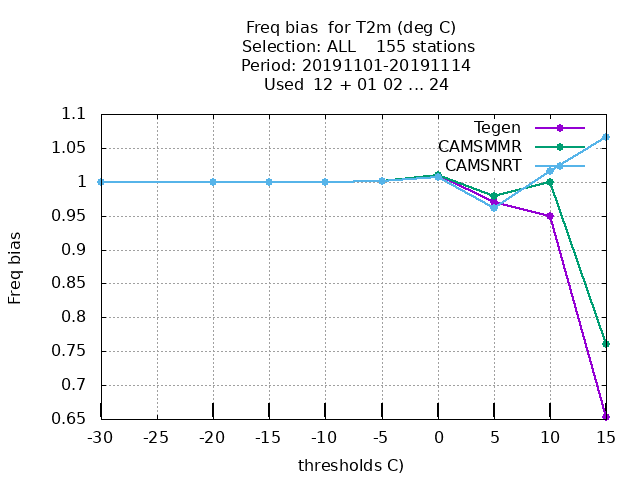 Freq bias  for T2m (deg C)
Selection: ALL    155 stations
Period: 20191101-20191114
Used  12 + 01 02 ... 24
Tegen
CAMSMMR
CAMSNRT
1.1
1.05
1
0.95
0.9
0.85
0.8
0.75
0.7
0.65
Freq bias
-30 -25 -20 -15 -10 -5 0 5 10 15
thresholds C)